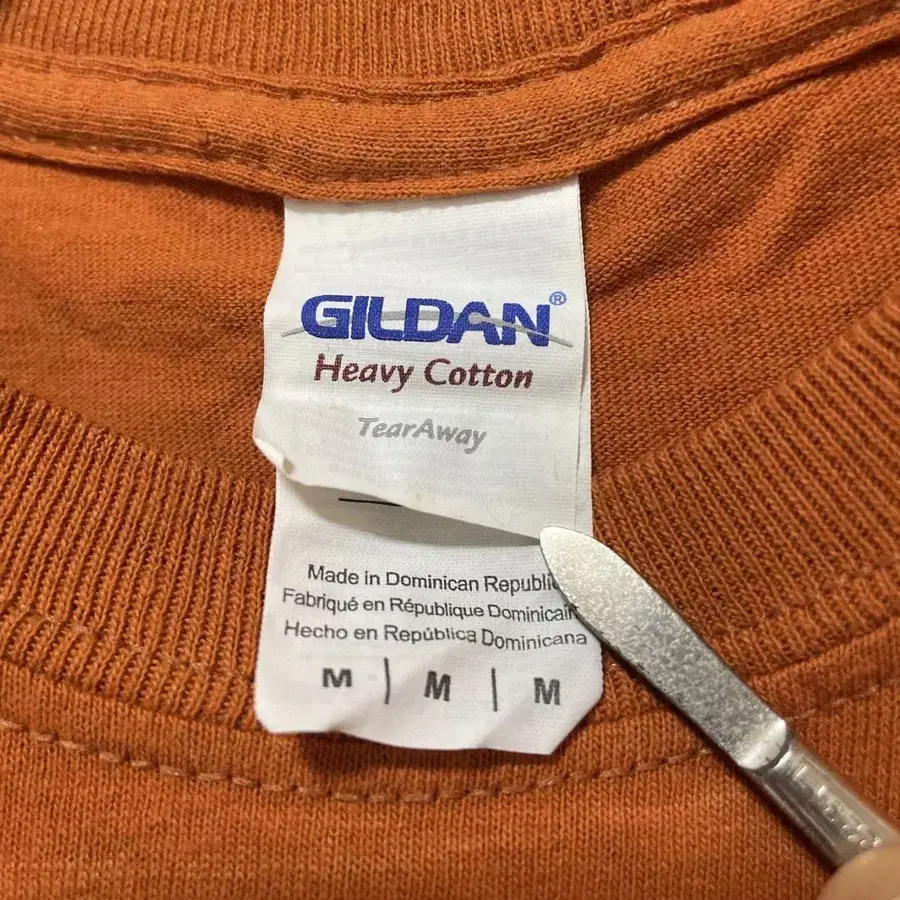 GILDAN®
Heavy Cotton
TearAway
Made in Dominican Republic
Fabriqué en République Dominicaine
Hecho en República Dominicana
M | M | M